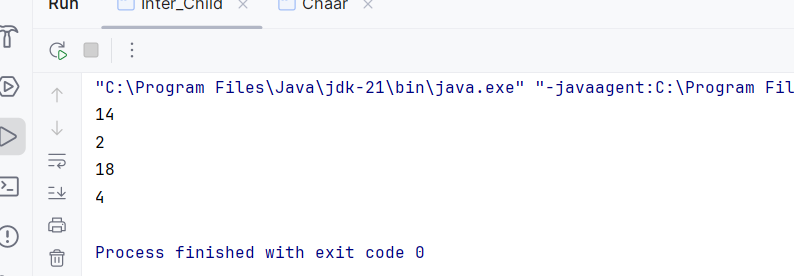 Run Inter_Child Chaar
"C:\Program Files\Java\jdk-21\bin\java.exe" "-javaagent:C:\Program Fil
14
2
18
4
Process finished with exit code 0